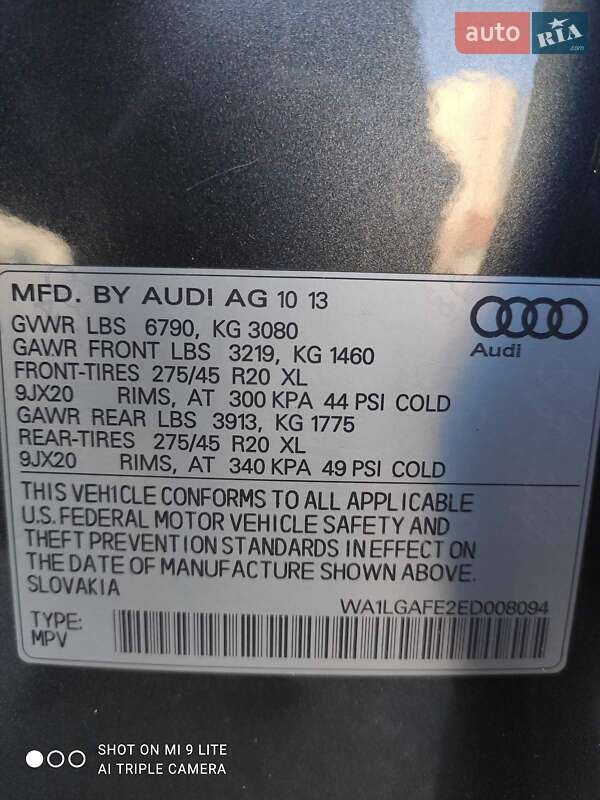 auto RIA.com
MFD. BY AUDI AG 10 13
GVWR LBS 6790, KG 3080
GAWR FRONT LBS 3219, KG 1460
FRONT-TIRES 275/45 R20 XL
9JX20 RIMS, AT 300 KPA 44 PSI COLD
GAWR REAR LBS 3913, KG 1775
REAR-TIRES 275/45 R20 XL
9JX20 RIMS, AT 340 KPA 49 PSI COLD
Audi
THIS VEHICLE CONFORMS TO ALL APPLICABLE
U.S. FEDERAL MOTOR VEHICLE SAFETY AND
THEFT PREVENTION STANDARDS IN EFFECT ON
THE DATE OF MANUFACTURE SHOWN ABOVE.
SLOVAKIA
WA1LGAFE2ED008094
TYPE:
MPV
SHOT ON MI 9 LITE
AI TRIPLE CAMERA